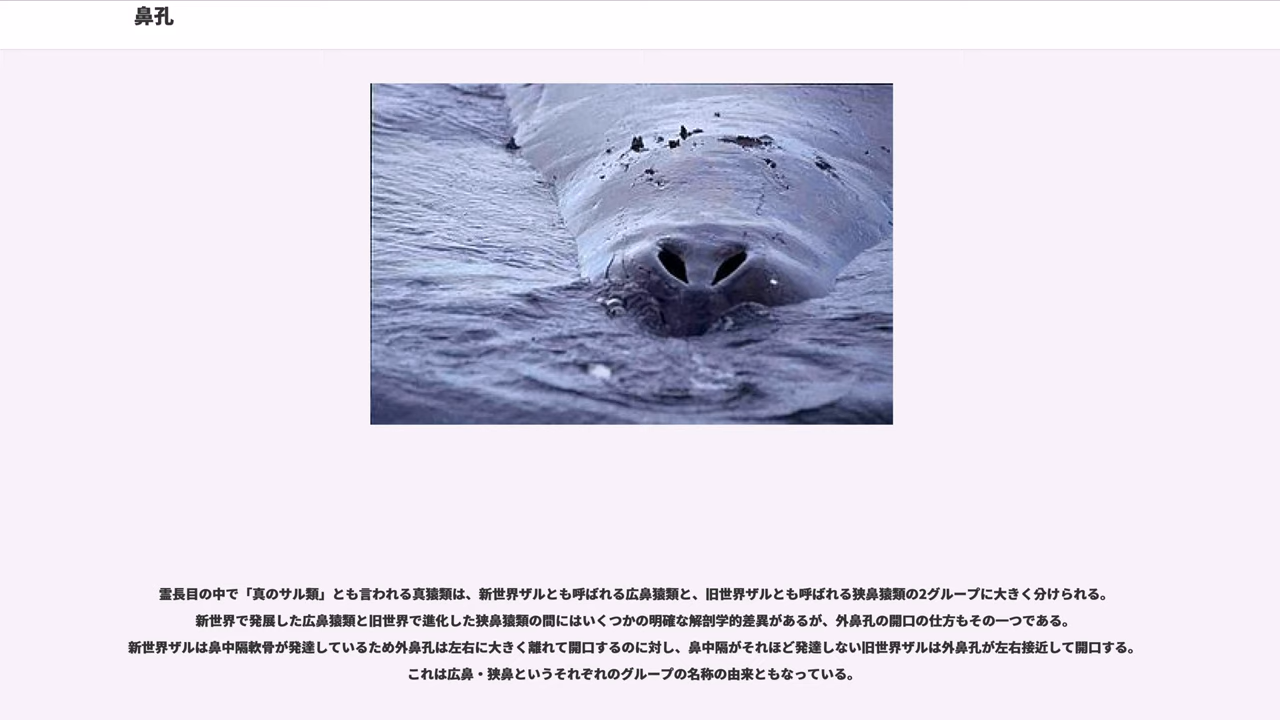 鼻孔
霊長目の中で「真のサル類」とも言われる真猿類は、新世界ザルとも呼ばれる広鼻猿類と、旧世界ザルとも呼ばれる狭鼻猿類の2グループに大きく分けられる。
新世界で発展した広鼻猿類と旧世界で進化した狭鼻猿類の間にはいくつかの明確な解剖学的差異があるが、外鼻孔の開口の仕方もその一つである。
新世界ザルは鼻中隔軟骨が発達しているため外鼻孔は左右に大きく離れて開口するのに対し、鼻中隔がそれほど発達しない旧世界ザルは外鼻孔が左右接近して開口する。
これは広鼻・狭鼻というそれぞれのグループの名称の由来ともなっている。